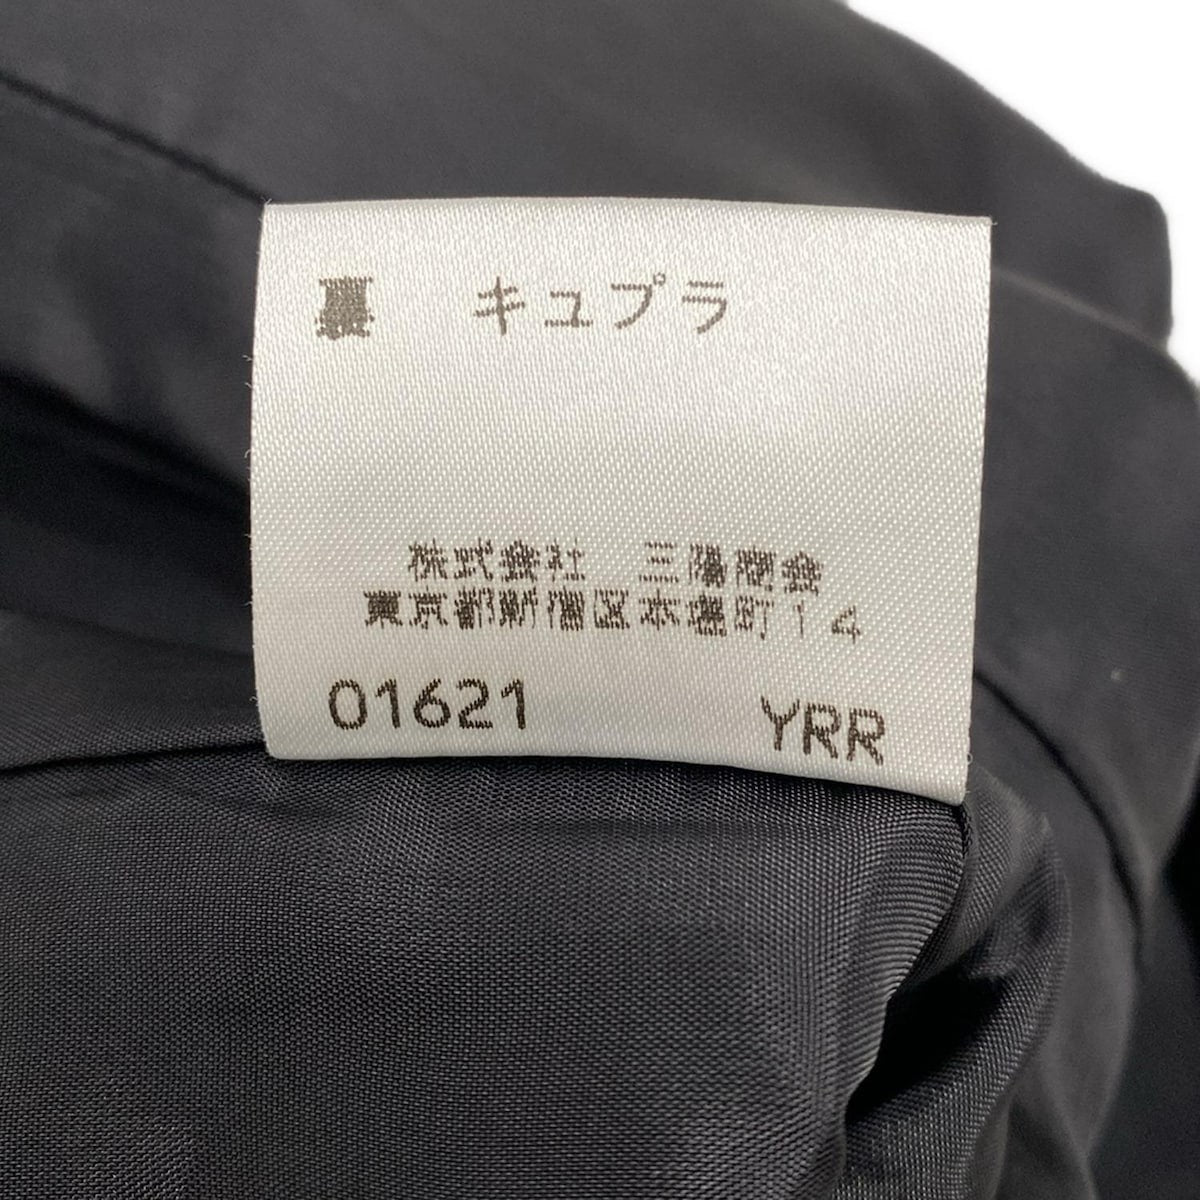 裏　キュプラ
株式会社　三陽商会
東京都新宿区本塩町14
01621　YRR